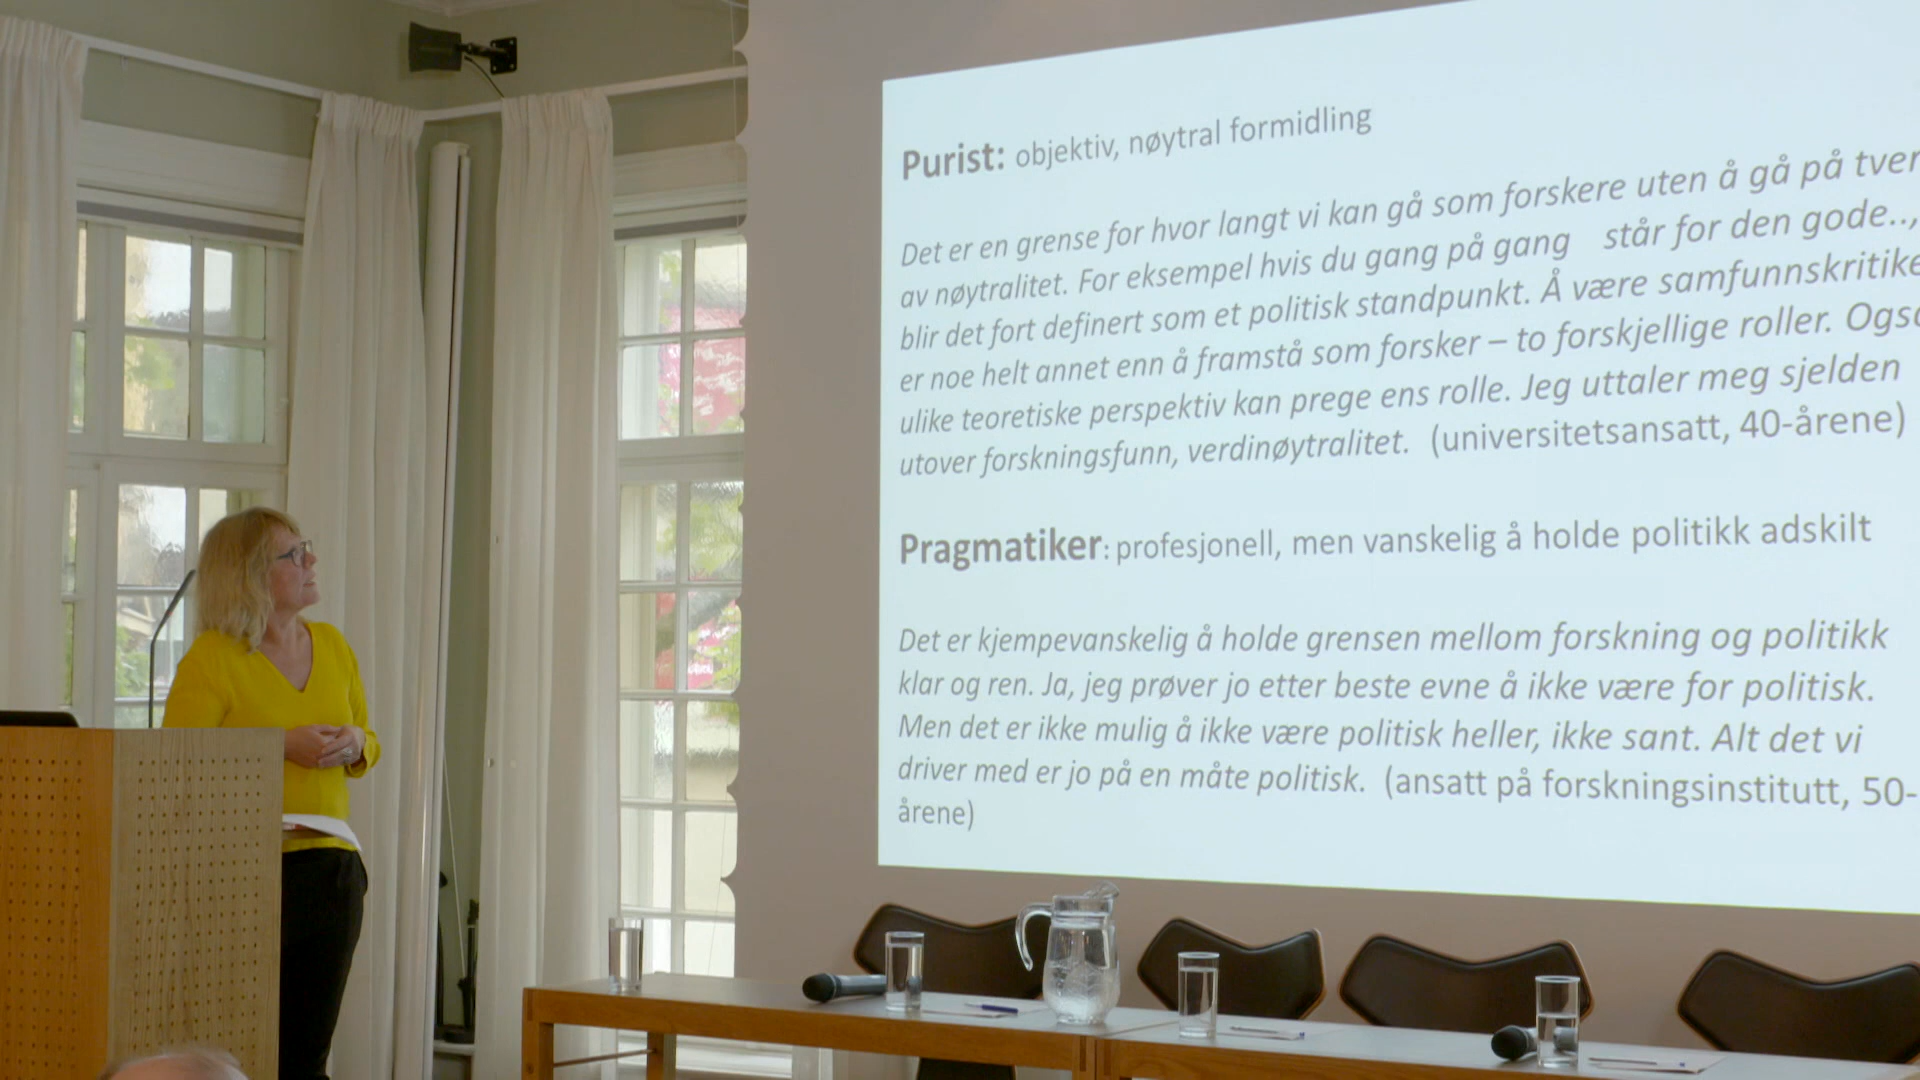 Purist: objektiv, nøytral formidling
Det er en grense for hvor langt vi kan gå som forskere uten å gå på tver
av nøytralitet. For eksempel hvis du gang på gang står for den gode..,
blir det fort definert som et politisk standpunkt. Å være samfunnskritike
er noe helt annet enn å framstå som forsker – to forskjellige roller. Ogs
ulike teoretiske perspektiv kan prege ens rolle. Jeg uttaler meg sjelden
utover forskningsfunn, verdinøytralitet. (universitetsansatt, 40-årene)
Pragmatiker: profesjonell, men vanskelig å holde politikk adskilt
Det er kjempevanskelig å holde grensen mellom forskning og politikk
klar og ren. Ja, jeg prøver jo etter beste evne å ikke være for politisk.
Men det er ikke mulig å ikke være politisk heller, ikke sant. Alt det vi
driver med er jo på en måte politisk. (ansatt på forskningsinstitutt, 50-
årene)